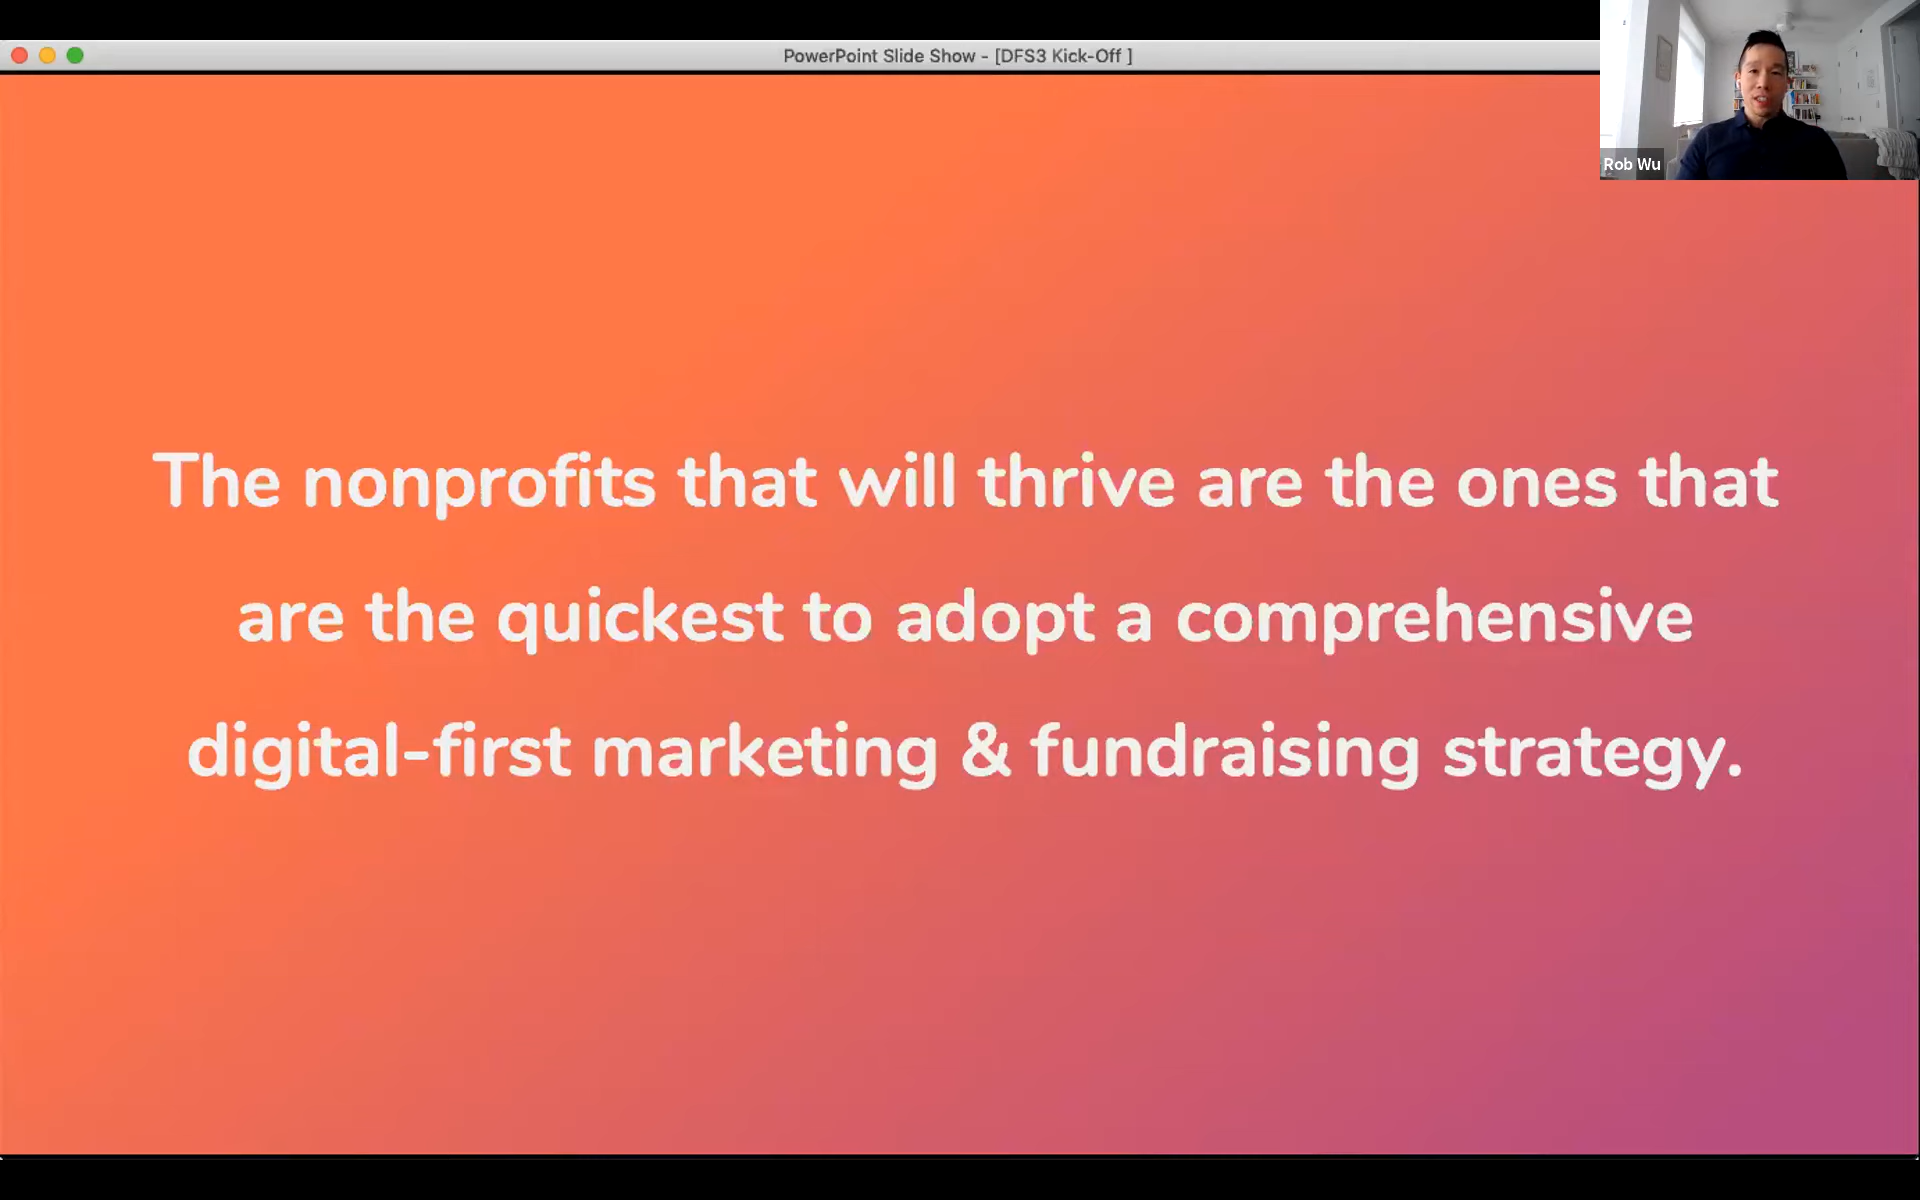 PowerPoint Slide Show - [DFS3 Kick-Off ]
Rob Wu
The nonprofits that will thrive are the ones that
are the quickest to adopt a comprehensive
digital-first marketing & fundraising strategy.